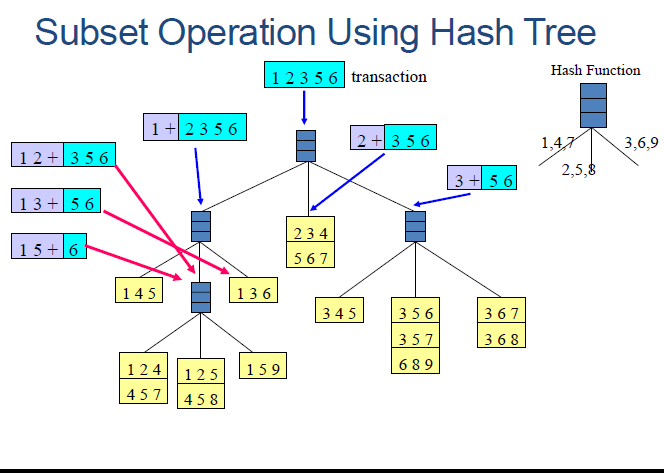 Subset Operation Using Hash Tree
1 2 3 5 6 transaction
Hash Function
1,4,7
2,5,8
3,6,9
1 + 2 3 5 6
2 + 3 5 6
3 + 5 6
1 2 + 3 5 6
1 3 + 5 6
1 5 + 6
2 3 4
5 6 7
1 4 5
1 3 6
3 4 5
3 5 6
3 5 7
6 8 9
3 6 7
3 6 8
1 2 4
4 5 7
1 2 5
4 5 8
1 5 9